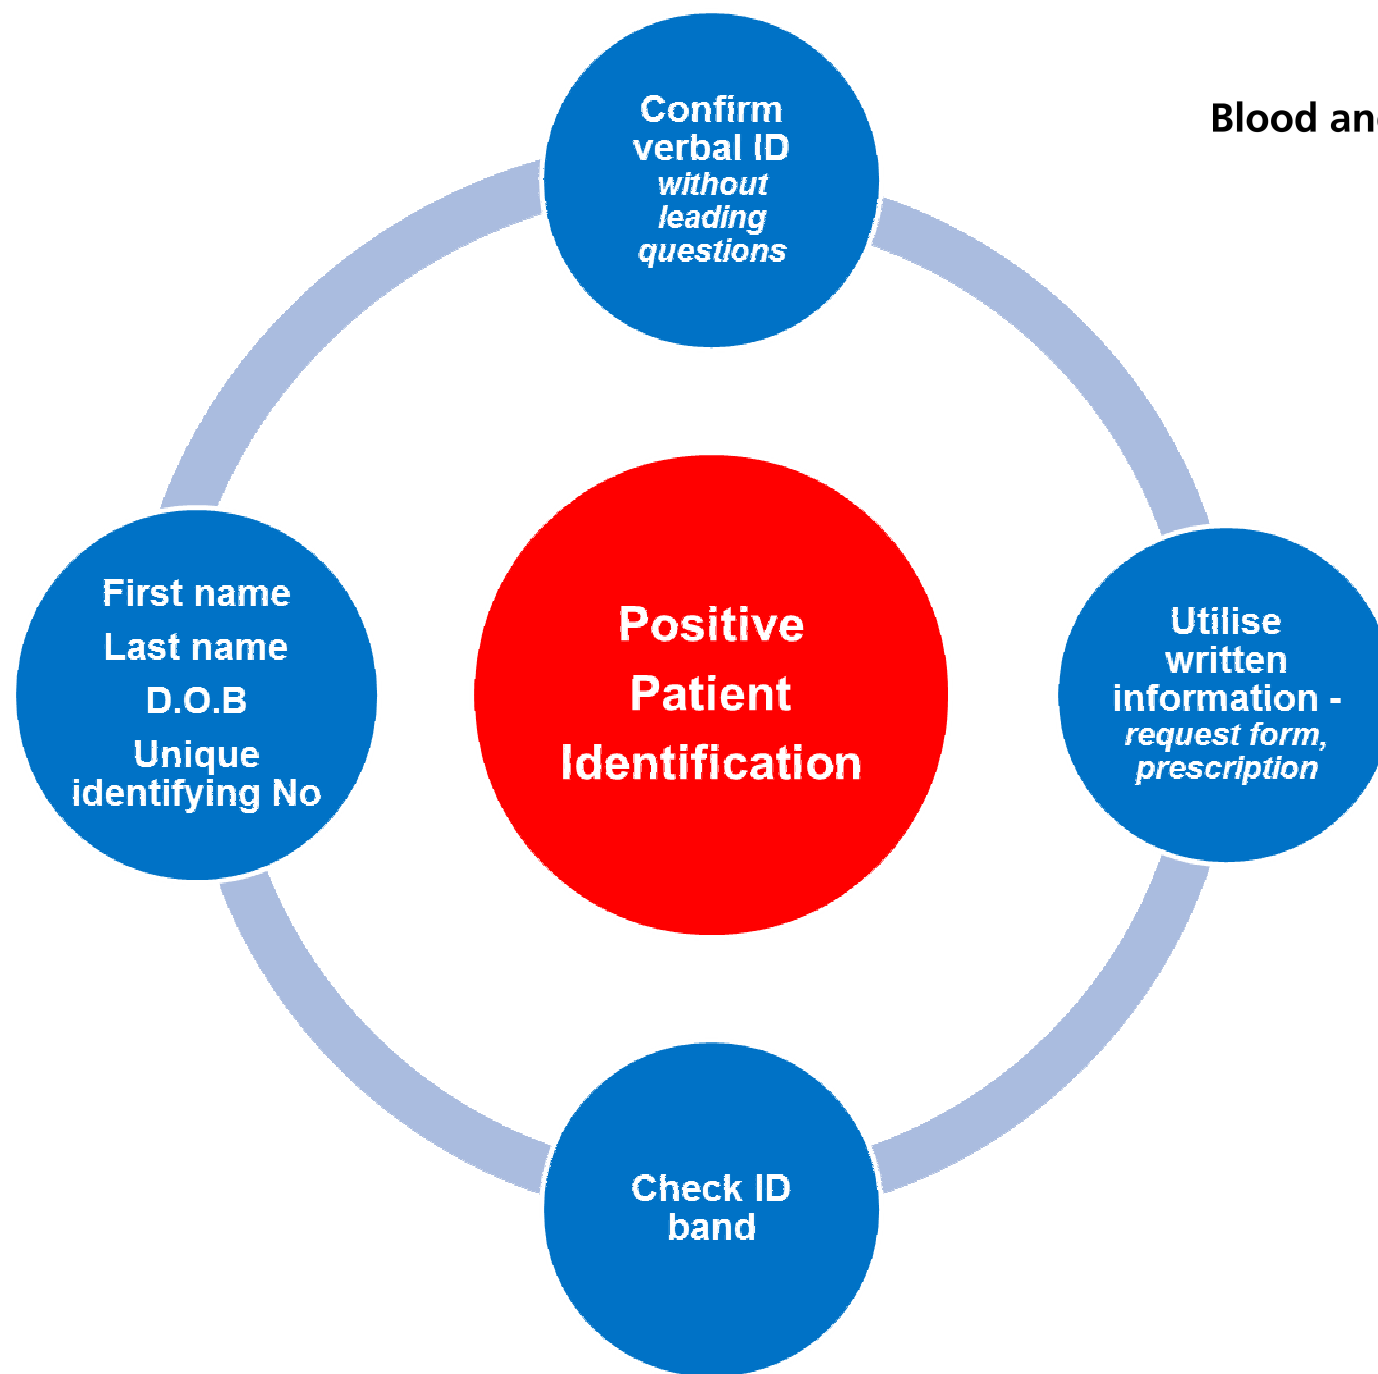 Confirm
verbal ID
without
leading
questions
Blood
First name
Last name
D.O.B
Unique
identifying No
Positive
Patient
Identification
Utilise
written
information -
request form,
prescription
Check ID
band